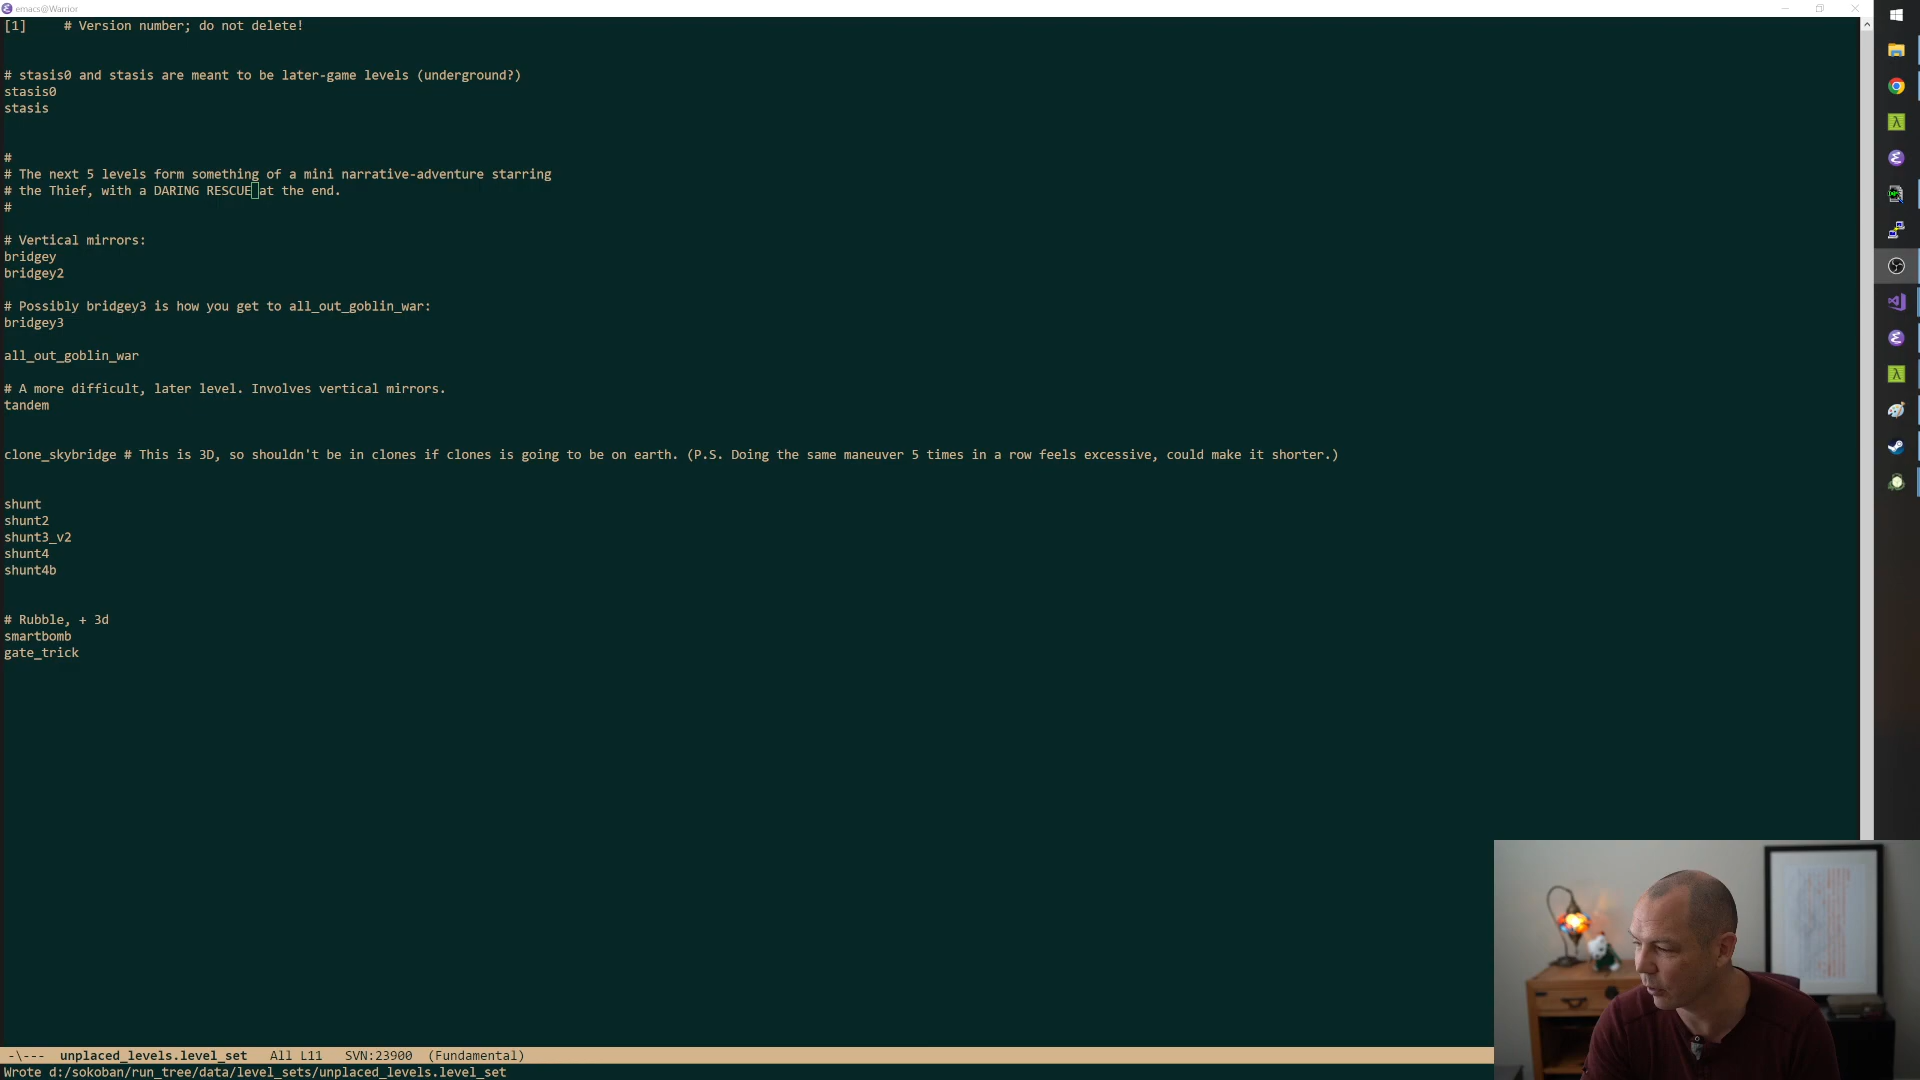 emacs@Warrior
[1]     # Version number; do not delete!
# stasis0 and stasis are meant to be later-game levels (underground?)
stasis0
stasis
#
# The next 5 levels form something of a mini narrative-adventure starring
# the Thief, with a DARING RESCUE at the end.
#
# Vertical mirrors:
bridgey
bridgey2
# Possibly bridgey3 is how you get to all_out_goblin_war:
bridgey3
all_out_goblin_war
# A more difficult, later level. Involves vertical mirrors.
tandem
clone_skybridge # This is 3D, so shouldn't be in clones if clones is going to be on earth. (P.S. Doing the same maneuver 5 times in a row feels excessive, could make it shorter.)
shunt
shunt2
shunt3_v2
shunt4
shunt4b
# Rubble, + 3d
smartbomb
gate_trick
-\---  unplaced_levels.level_set   All L11   SVN:23900  (Fundamental)
Wrote d:/sokoban/run_tree/data/level_sets/unplaced_levels.level_set